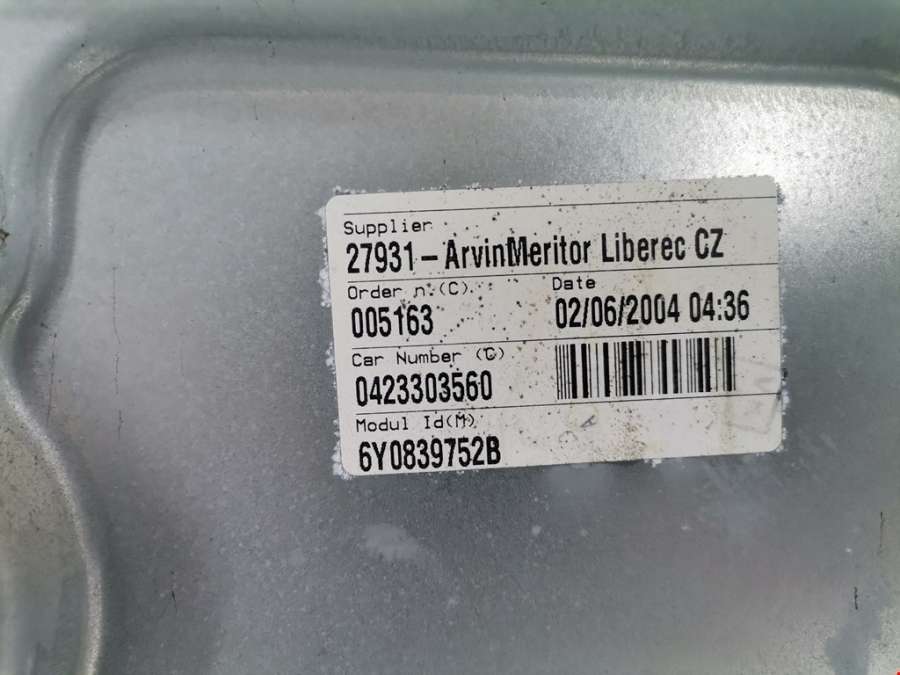 Supplier
27931 - ArvinMeritor Liberec CZ
Order n.(C).
Date
005163
02/06/2004 04:36
Car Number (C)
0423303560
Modul Id(M)
6Y0839752B